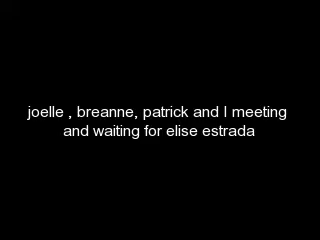 joelle , breanne, patrick and I meeting
and waiting for elise estrada